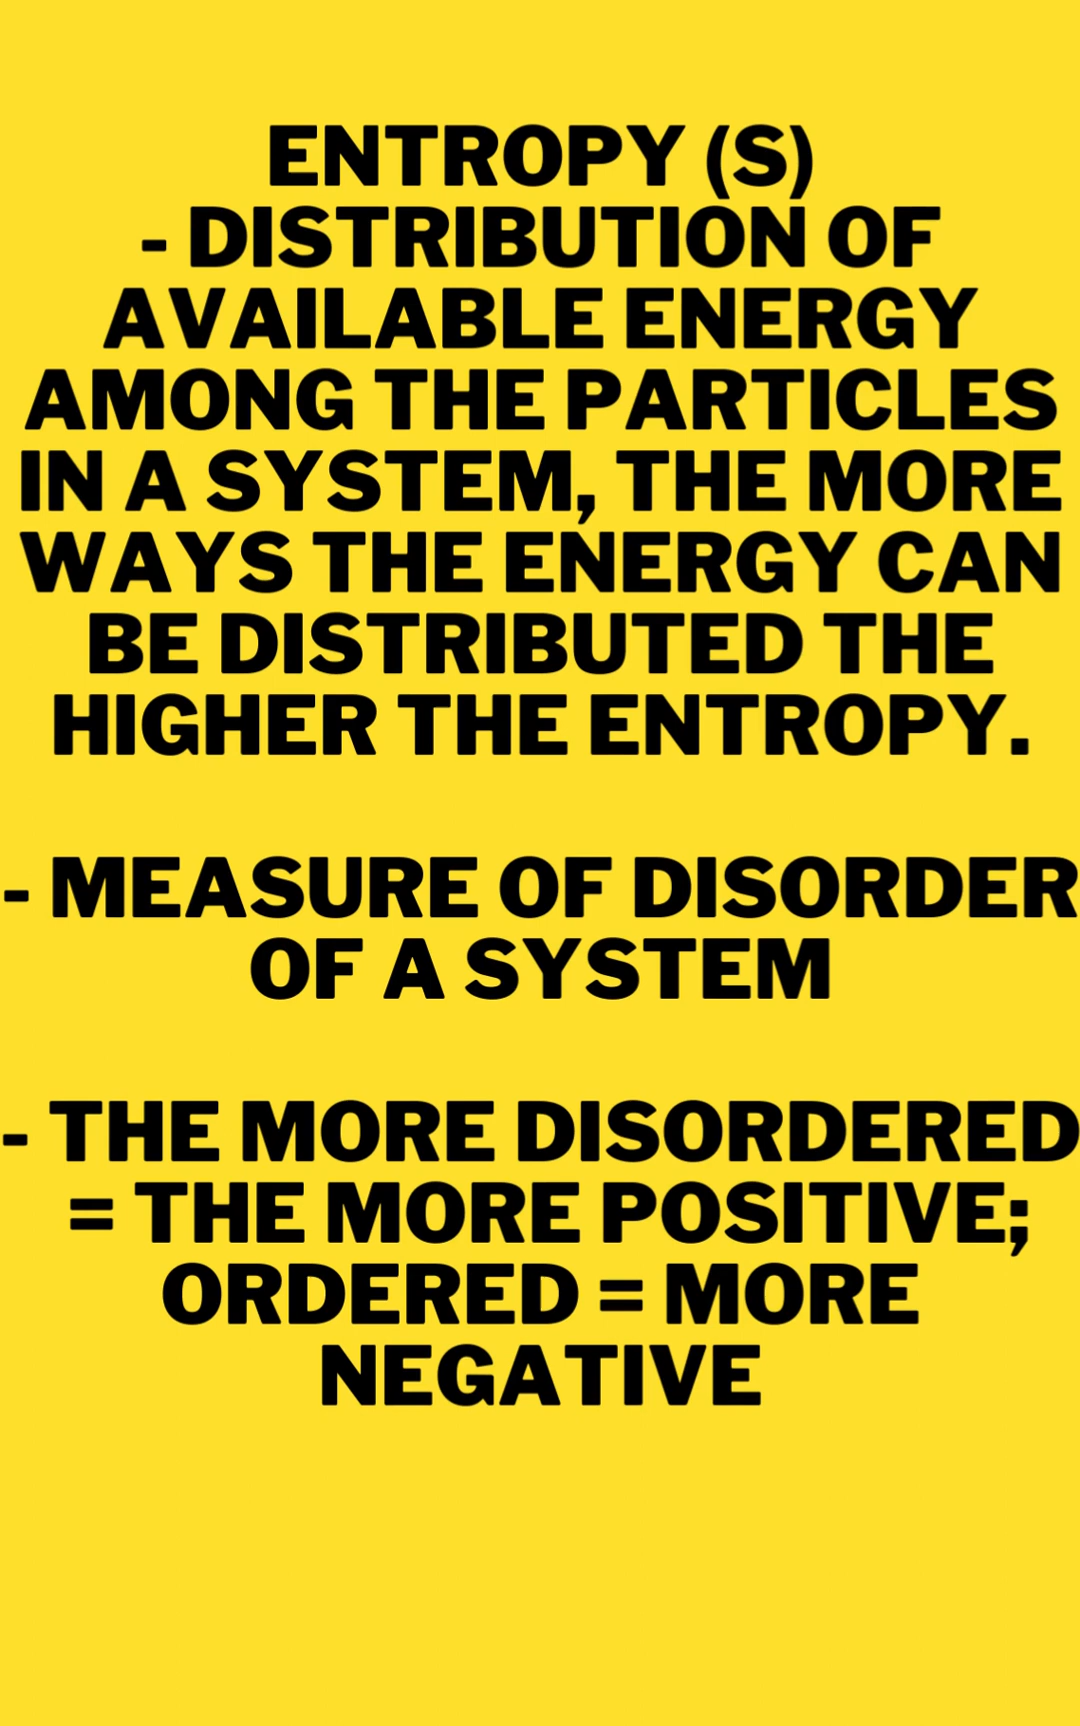 ENTROPY (S)
- DISTRIBUTION OF
AVAILABLE ENERGY
AMONG THE PARTICLES
IN A SYSTEM, THE MORE
WAYS THE ENERGY CAN
BE DISTRIBUTED THE
HIGHER THE ENTROPY.
- MEASURE OF DISORDER
OF A SYSTEM
- THE MORE DISORDERED
= THE MORE POSITIVE;
ORDERED = MORE
NEGATIVE